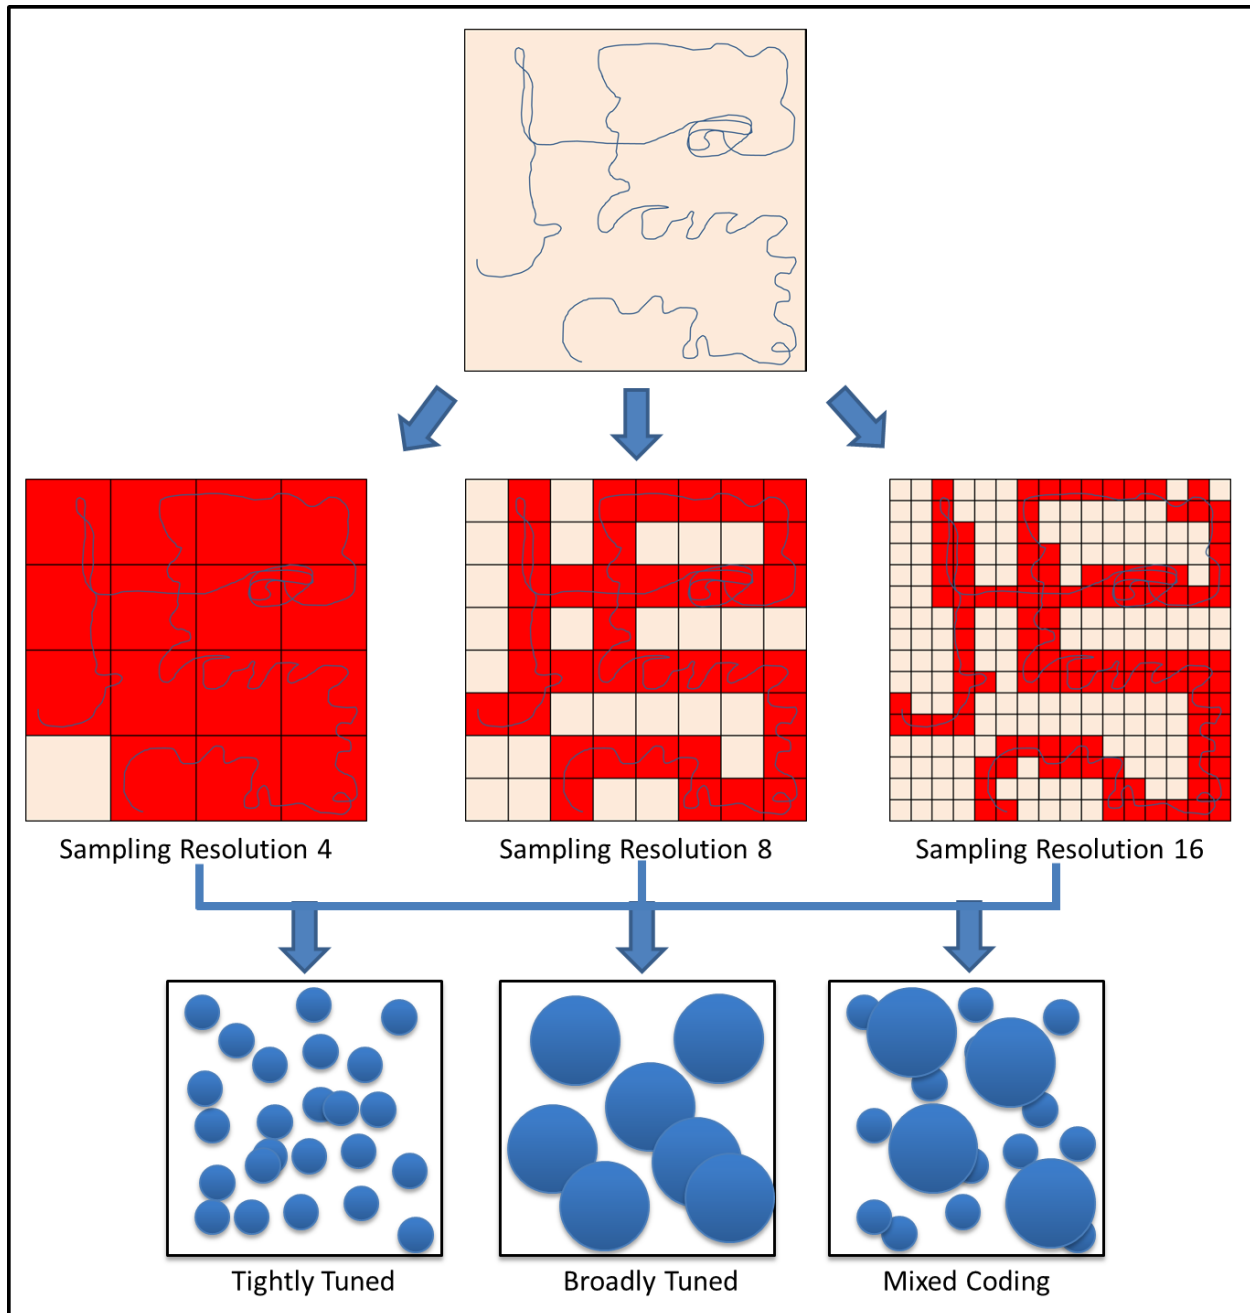 Sampling Resolution 4
Sampling Resolution 8
Sampling Resolution 16
Tightly Tuned
Broadly Tuned
Mixed Coding